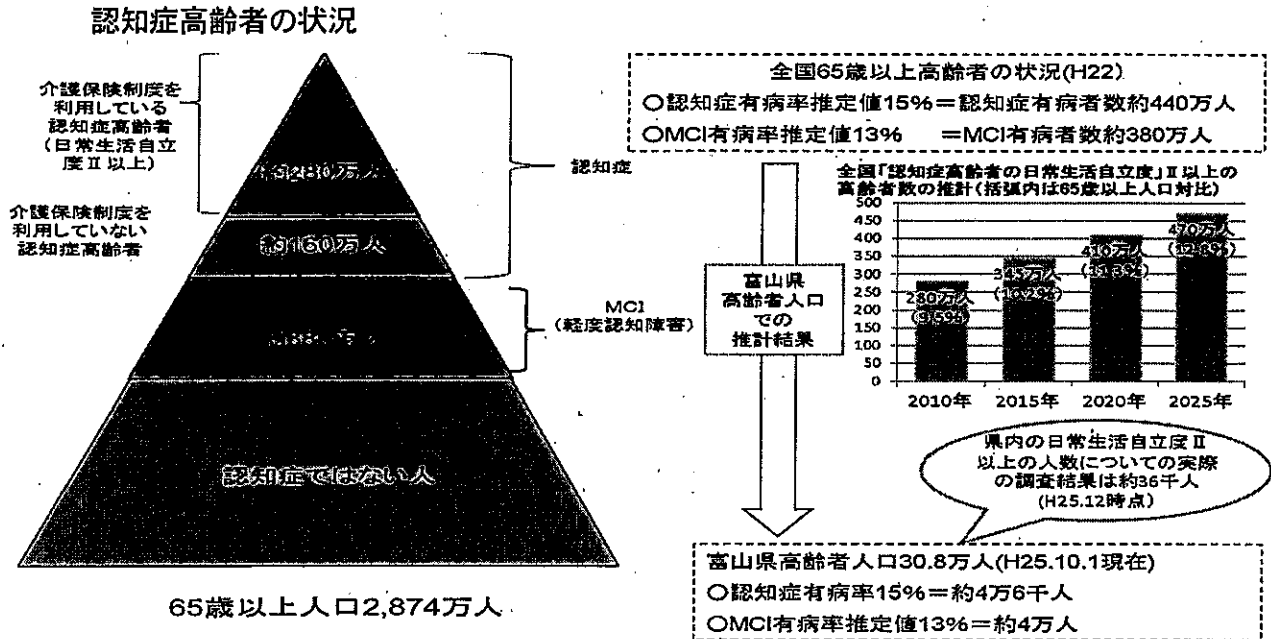 認知症高齢者の状況
介護保険制度を
利用している
認知症高齢者
(日常生活自立
度Ⅱ以上)
約280万人
認知症
介護保険制度を
利用していない
認知症高齢者
約160万人
MCI
(軽度認知障害)
認知症ではない人
65歳以上人口2,874万人
全国65歳以上高齢者の状況(H22)
〇認知症有病率推定値15%=認知症有病者数約440万人
〇MCI有病率推定値13% =MCI有病者数約380万人
富山県
高齢者人口
での
推計結果
全国「認知症高齢者の日常生活自立度」Ⅱ以上の
高齢者数の推計(括弧内は65歳以上人口対比)
500
450
400
350
300
250
200
150
100
50
0
280万人
(9.5%)
345万人
(10.2%)
410万人
(11.3%)
470万人
(12.8%)
2010年 2015年 2020年 2025年
県内の日常生活自立度Ⅱ
以上の人数についての実際
の調査結果は約36千人
(H25.12時点)
富山県高齢者人口30.8万人(H25.10.1現在)
〇認知症有病率15%=約4万6千人
〇MCI有病率推定値13%=約4万人